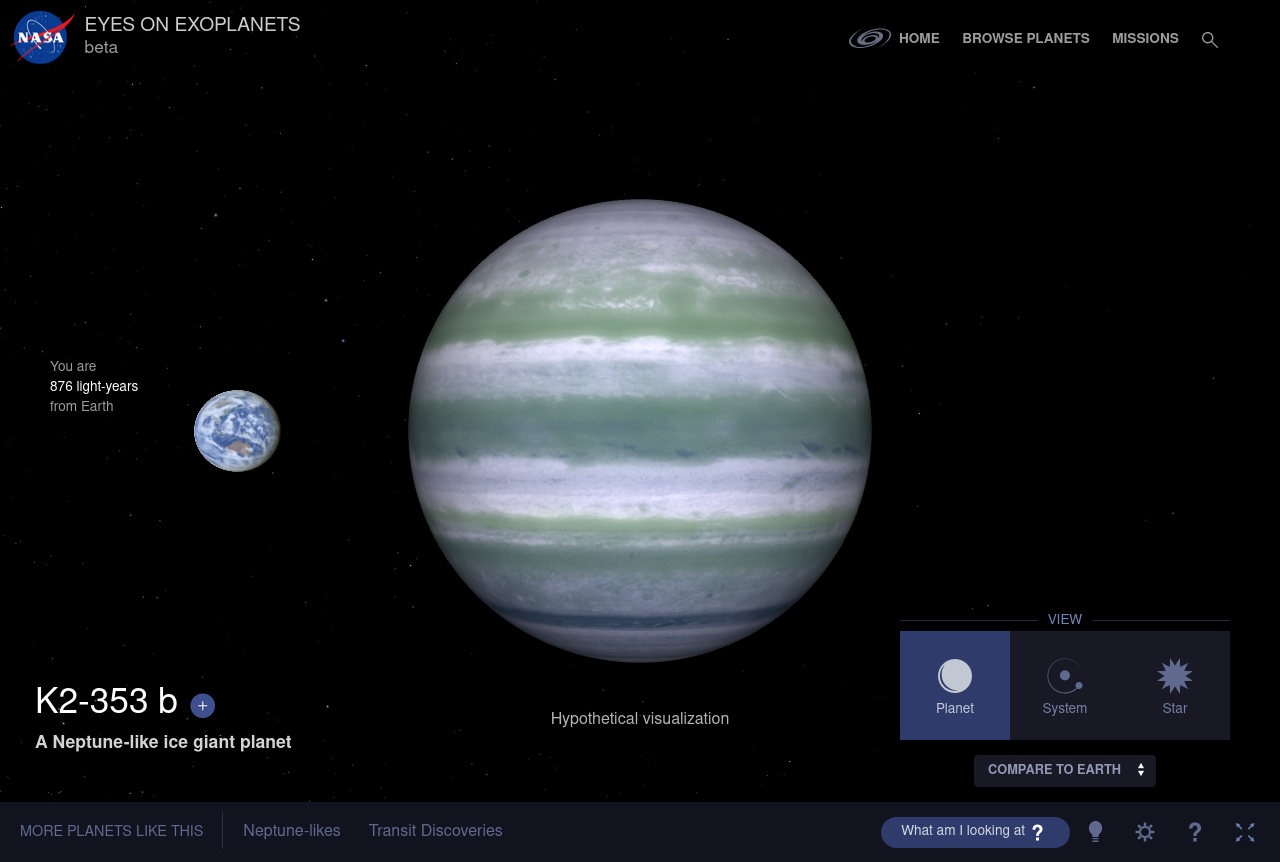 NASA
EYES ON EXOPLANETS
beta
HOME
BROWSE PLANETS
MISSIONS
You are
876 light-years
from Earth
K2-353 b +
A Neptune-like ice giant planet
Hypothetical visualization
VIEW
Planet
System
Star
COMPARE TO EARTH
MORE PLANETS LIKE THIS
Neptune-likes
Transit Discoveries
What am I looking at ?
?